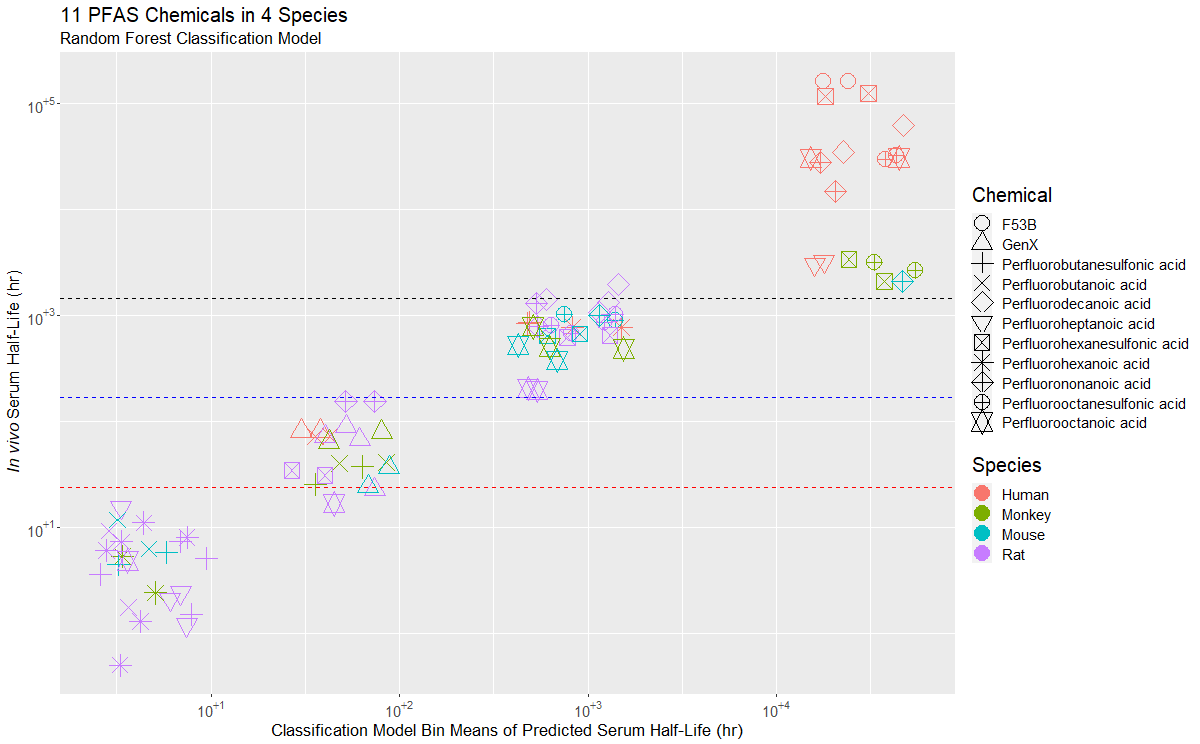 11 PFAS Chemicals in 4 Species
Random Forest Classification Model
10+5
10+3
10+1
In vivo Serum Half-Life (hr)
10+1
10+2
10+3
10+4
Classification Model Bin Means of Predicted Serum Half-Life (hr)
Chemical
F53B
GenX
Perfluorobutanesulfonic acid
Perfluorobutanoic acid
Perfluorodecanoic acid
Perfluoroheptanoic acid
Perfluorohexanesulfonic acid
Perfluorohexanoic acid
Perfluorononanoic acid
Perfluorooctanesulfonic acid
Perfluorooctanoic acid
Species
Human
Monkey
Mouse
Rat